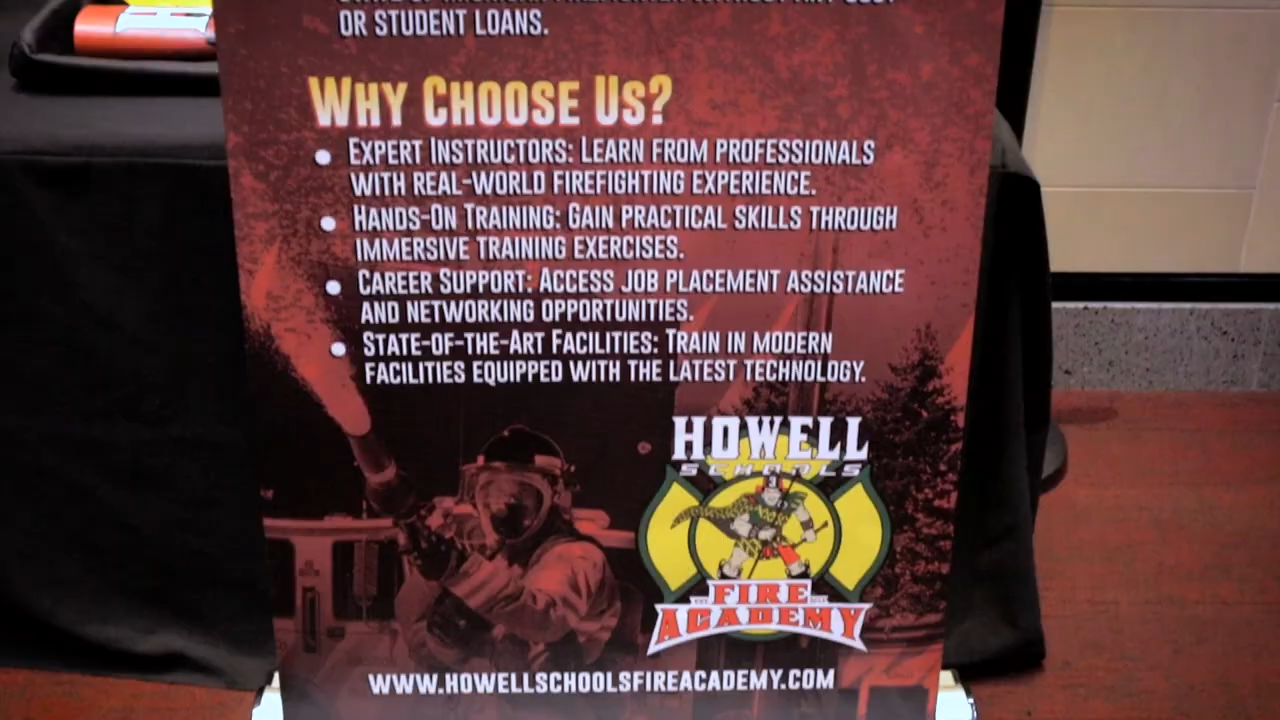 OR STUDENT LOANS.
WHY CHOOSE US?
EXPERT INSTRUCTORS: LEARN FROM PROFESSIONALS
WITH REAL-WORLD FIREFIGHTING EXPERIENCE.
HANDS-ON TRAINING: GAIN PRACTICAL SKILLS THROUGH
IMMERSIVE TRAINING EXERCISES.
CAREER SUPPORT: ACCESS JOB PLACEMENT ASSISTANCE
AND NETWORKING OPPORTUNITIES.
STATE-OF-THE-ART FACILITIES: TRAIN IN MODERN
FACILITIES EQUIPPED WITH THE LATEST TECHNOLOGY.
HOWELL
SCHOOLS
3
FIRE
ACADEMY
WWW.HOWELLSCHOOLSFIREACADEMY.COM